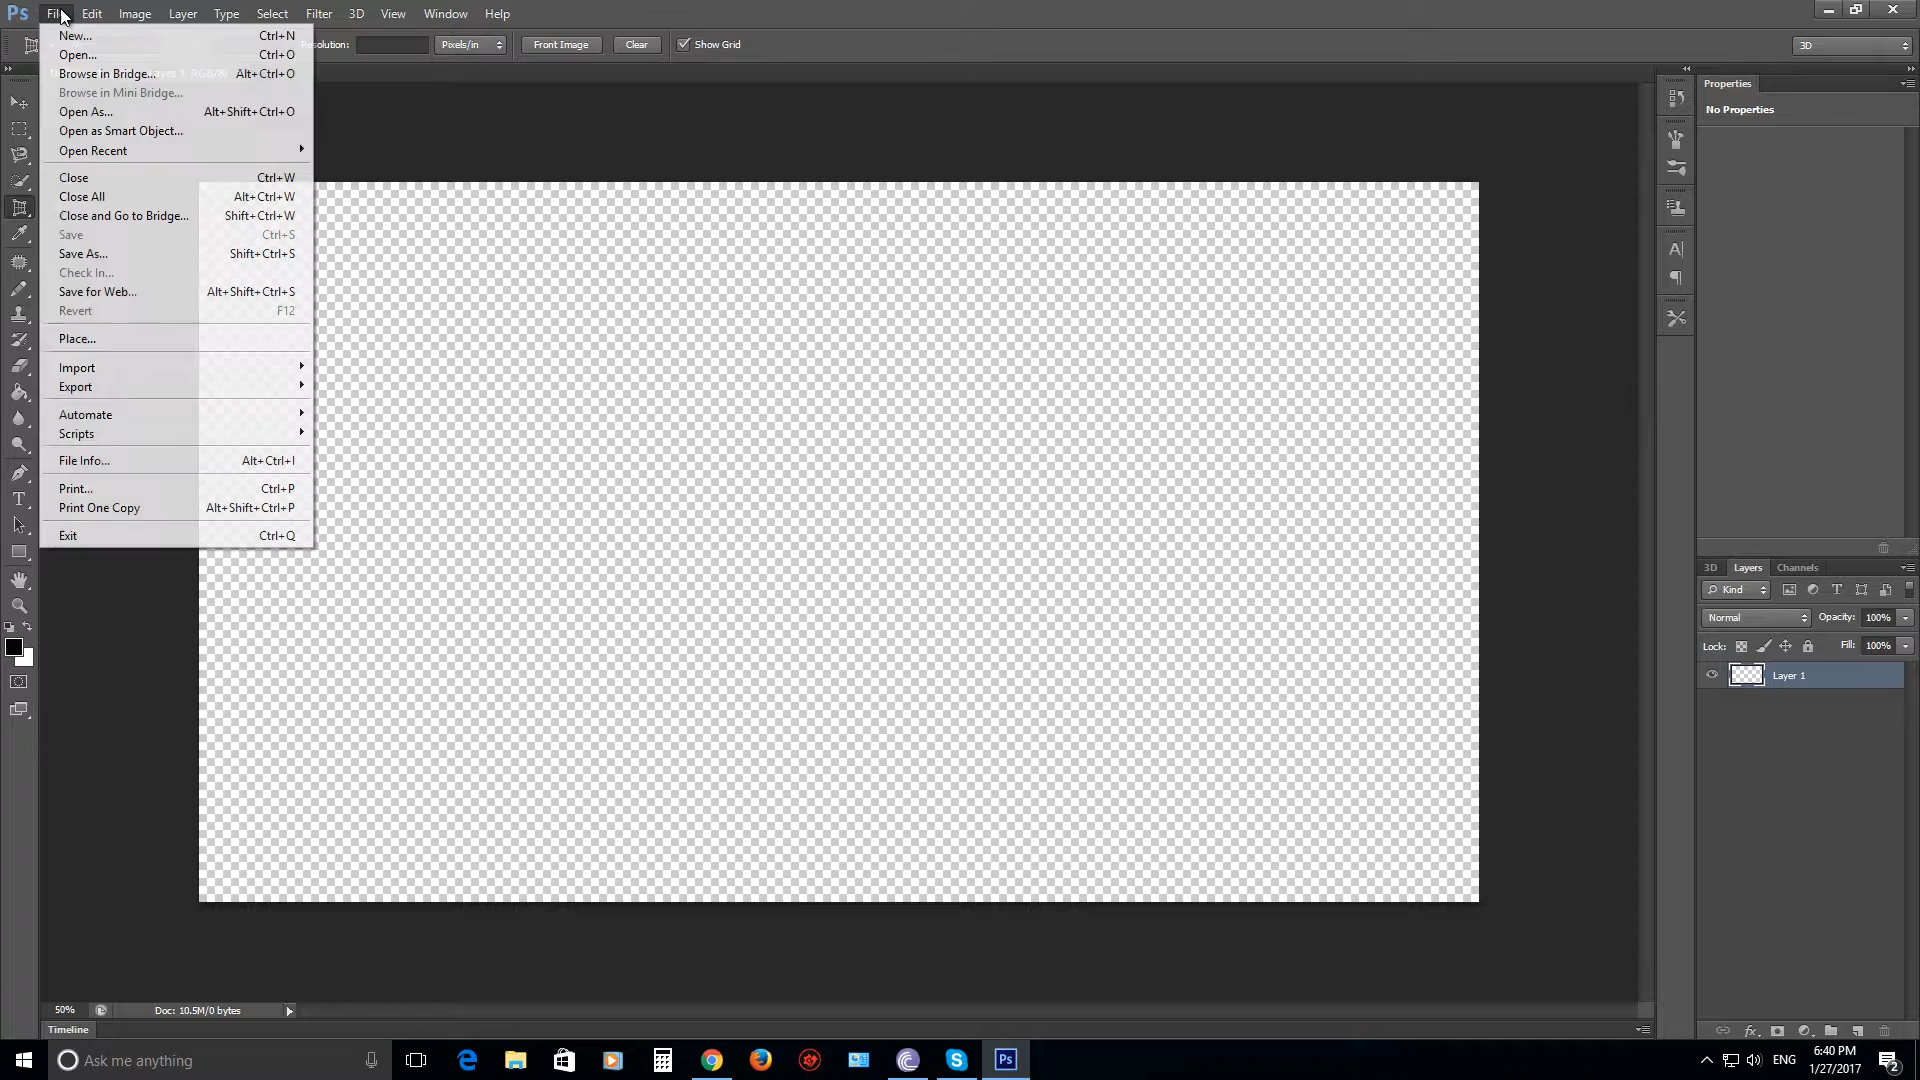 Ps File Edit Image Layer Type Select Filter 3D View Window Help
Resolution: Pixels/in Front Image Clear Show Grid 3D
New... Ctrl+N
Open... Ctrl+O
Browse in Bridge... Alt+Ctrl+O
Browse in Mini Bridge...
Open As... Alt+Shift+Ctrl+O
Open as Smart Object...
Open Recent
Close Ctrl+W
Close All Alt+Ctrl+W
Close and Go to Bridge... Shift+Ctrl+W
Save Ctrl+S
Save As... Shift+Ctrl+S
Check In...
Save for Web... Alt+Shift+Ctrl+S
Revert F12
Place...
Import
Export
Automate
Scripts
File Info... Alt+Ctrl+I
Print... Ctrl+P
Print One Copy Alt+Shift+Ctrl+P
Exit Ctrl+Q
Properties
No Properties
3D Layers Channels
Kind
Normal Opacity: 100%
Lock: Fill: 100%
Layer 1
50% Doc: 10.5M/0 bytes
Timeline
Ask me anything
Ps
ENG
6:40 PM
1/27/2017
2